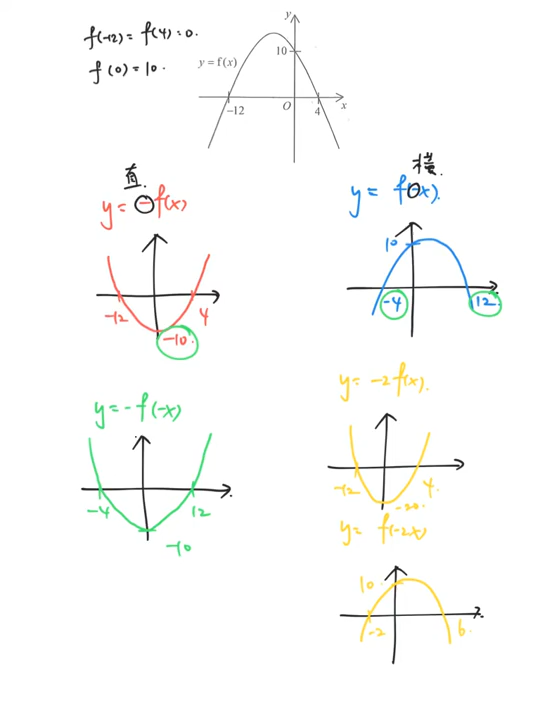 f(-12) = f(4) = 0.
f(0) = 10.
y
10
y = f(x)
-12
O
4
x
直.
橫.
y = -f(x)
y = f(-x).
-12
4
-10.
10
-4
12.
y = -f(-x)
-4
12
-10
y = -2f(x).
-12
4.
-20.
y = f(-2x)
10
-2
6.
x.